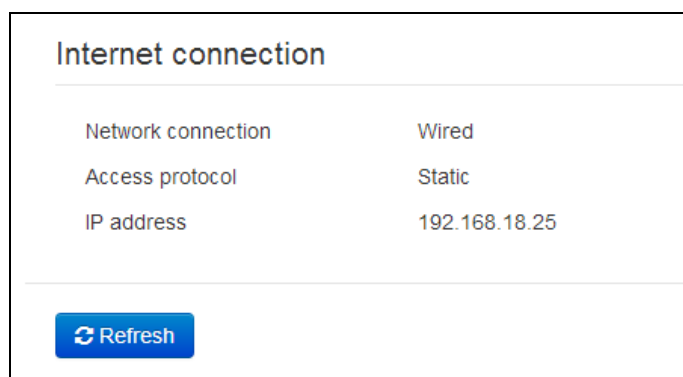 Internet connection
Network connection Wired
Access protocol Static
IP address 192.168.18.25
Refresh